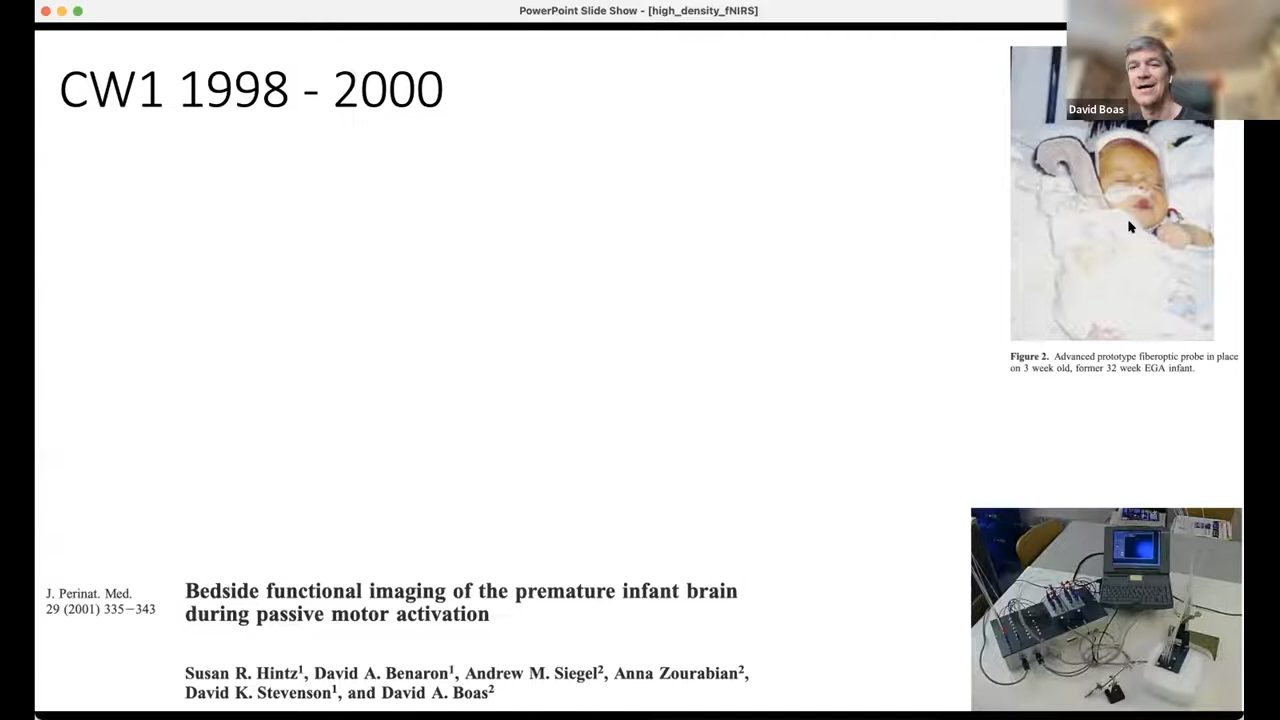 PowerPoint Slide Show - [high_density_fNIRS]
CW1 1998 - 2000
David Boas
Figure 2. Advanced prototype fiberoptic probe in place
on 3 week old, former 32 week EGA infant.
J. Perinat. Med.
29 (2001) 335–343
Bedside functional imaging of the premature infant brain
during passive motor activation
Susan R. Hintz¹, David A. Benaron¹, Andrew M. Siegel², Anna Zourabian²,
David K. Stevenson¹, and David A. Boas²